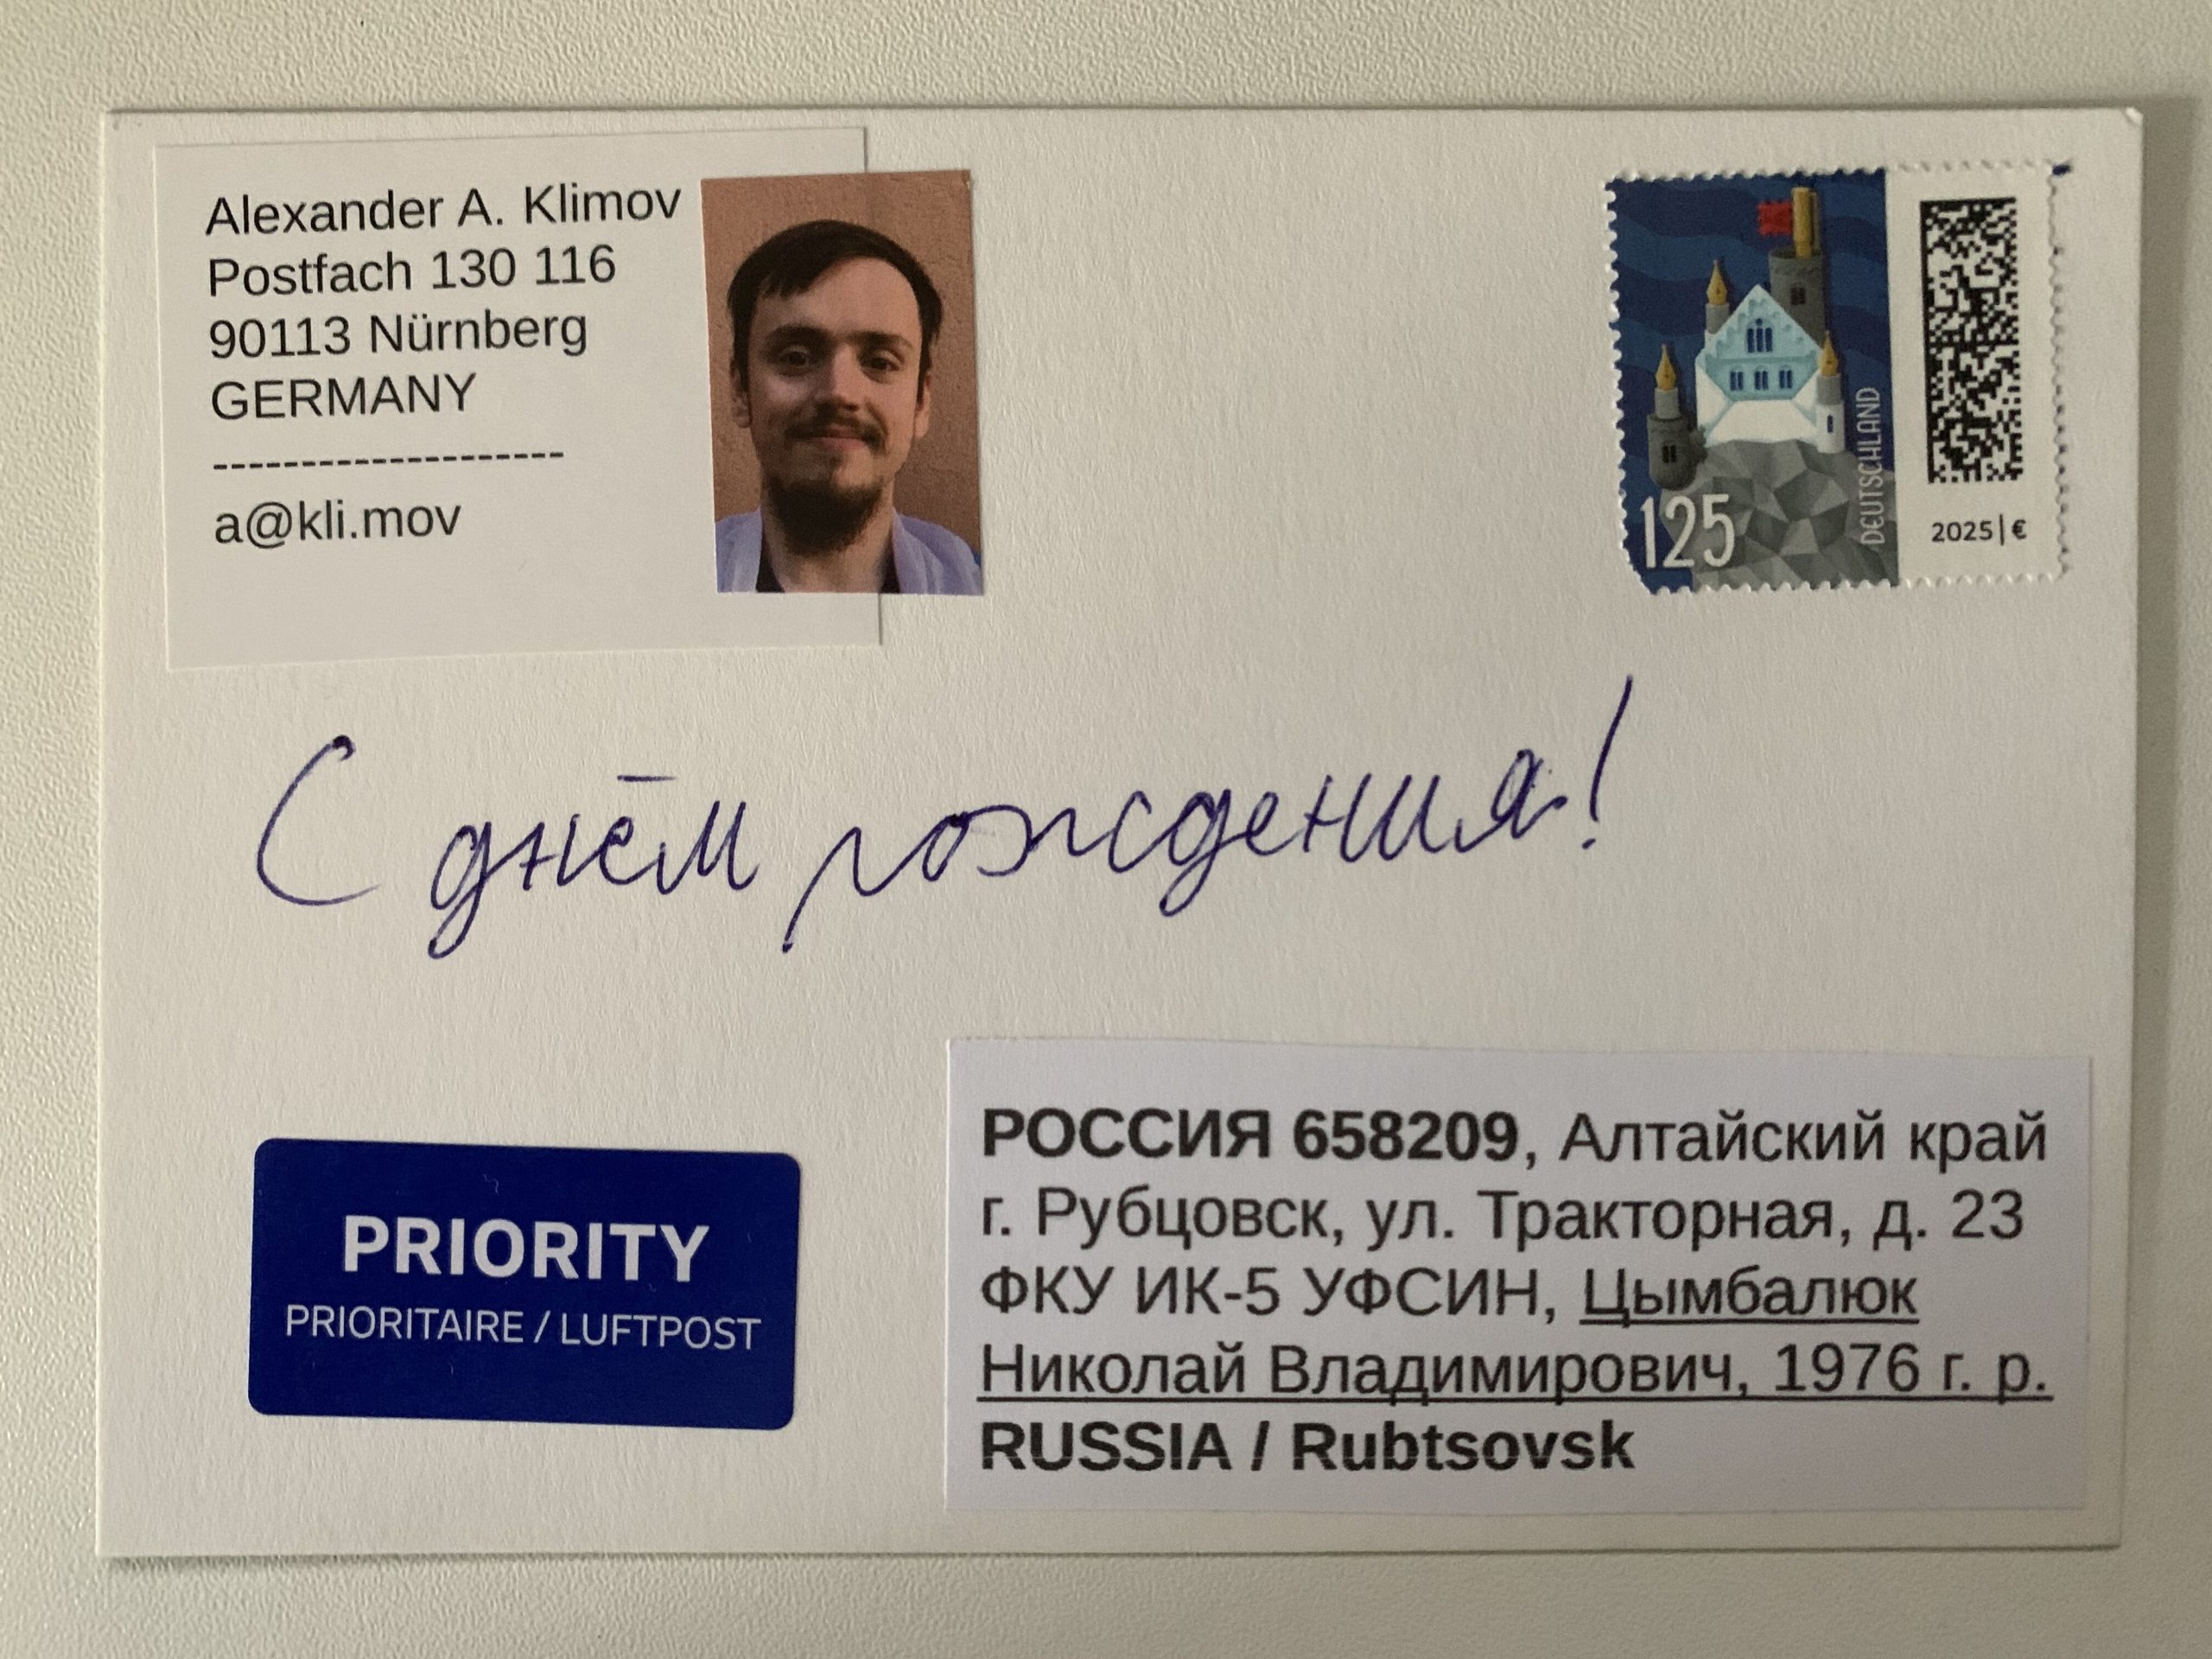 Alexander A. Klimov
Postfach 130 116
90113 Nürnberg
GERMANY
--------------------
a@kli.mov
125
DEUTSCHLAND
2025|€
С днём рождения!
PRIORITY
PRIORITAIRE / LUFTPOST
РОССИЯ 658209, Алтайский край
г. Рубцовск, ул. Тракторная, д. 23
ФКУ ИК-5 УФСИН, Цымбалюк
Николай Владимирович, 1976 г. р.
RUSSIA / Rubtsovsk